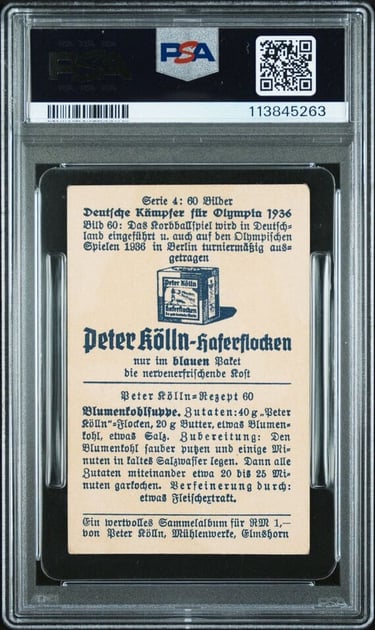 PSA
113845263
Serie 4: 60 Bilder
Deutsche Kämpfer für Olympia 1936
Bild 60: Das Korbballspiel wird in Deutsch-
land eingeführt u. auch auf den Olympischen
Spielen 1936 in Berlin turniermäßig aus-
getragen
Peter Kölln
Haferflocken
Peter Kölln-Haferflocken
nur im blauen Paket
die nervenerfrischende Kost
Peter Kölln-Rezept 60
Blumenkohlsuppe. Zutaten: 40 g „Peter
Kölln"-Flocken, 20 g Butter, etwas Blumen-
kohl, etwas Salz. Zubereitung: Den
Blumenkohl sauber putzen und einige Mi-
nuten in kaltes Salzwasser legen. Dann alle
Zutaten miteinander etwa 20 bis 25 Mi-
nuten garkochen. Verfeinerung durch:
etwas Fleischextrakt.
Ein wertvolles Sammelalbum für RM 1,—
von Peter Kölln, Mühlenwerke, Elmshorn